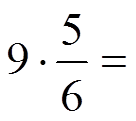 9 · 5/6 =